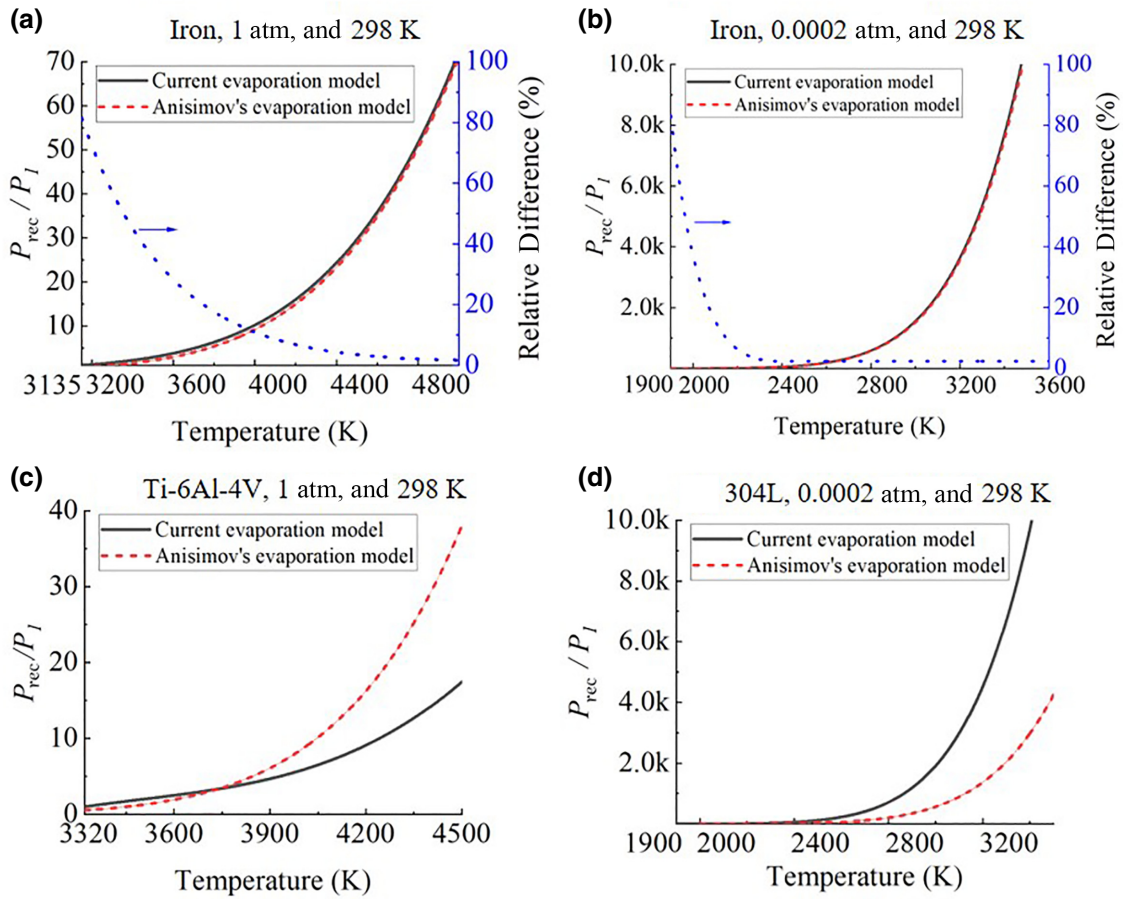 (a)
Iron, 1 atm, and 298 K
Current evaporation model
Anisimov's evaporation model
70
60
50
40
30
20
10
P_rec / P_1
100
80
60
40
20
0
Relative Difference (%)
3135 3200 3600 4000 4400 4800
Temperature (K)
(b)
Iron, 0.0002 atm, and 298 K
Current evaporation model
Anisimov's evaporation model
10.0k
8.0k
6.0k
4.0k
2.0k
P_rec / P_1
100
80
60
40
20
0
Relative Difference (%)
1900 2000 2400 2800 3200 3600
Temperature (K)
(c)
Ti-6Al-4V, 1 atm, and 298 K
Current evaporation model
Anisimov's evaporation model
40
30
20
10
0
P_rec/P_1
3320 3600 3900 4200 4500
Temperature (K)
(d)
304L, 0.0002 atm, and 298 K
Current evaporation model
Anisimov's evaporation model
10.0k
8.0k
6.0k
4.0k
2.0k
P_rec / P_1
1900 2000 2400 2800 3200
Temperature (K)